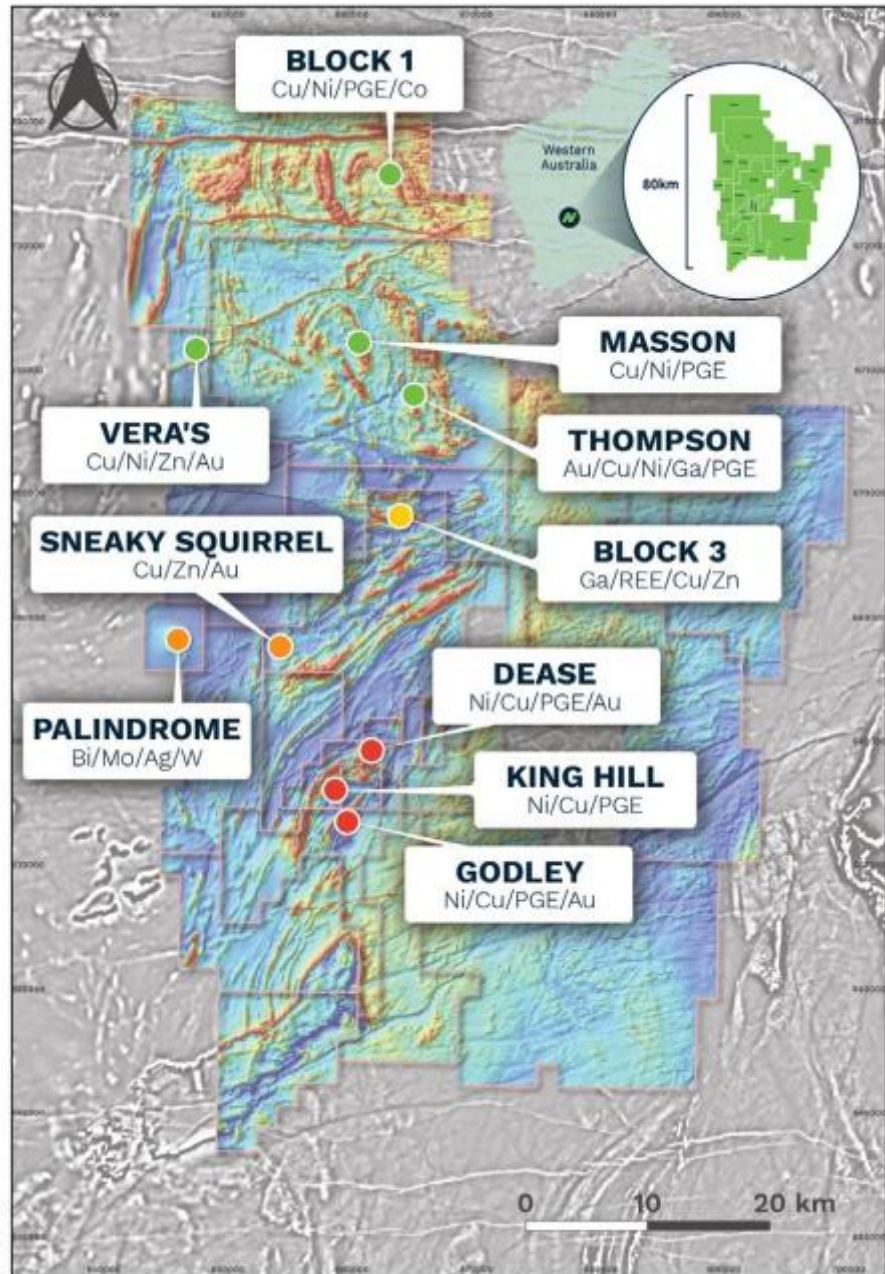 BLOCK 1
Cu/Ni/PGE/Co
Western
Australia
80km
MASSON
Cu/Ni/PGE
VERA'S
Cu/Ni/Zn/Au
THOMPSON
Au/Cu/Ni/Ga/PGE
SNEAKY SQUIRREL
Cu/Zn/Au
BLOCK 3
Ga/REE/Cu/Zn
DEASE
Ni/Cu/PGE/Au
PALINDROME
Bi/Mo/Ag/W
KING HILL
Ni/Cu/PGE
GODLEY
Ni/Cu/PGE/Au
0 10 20 km